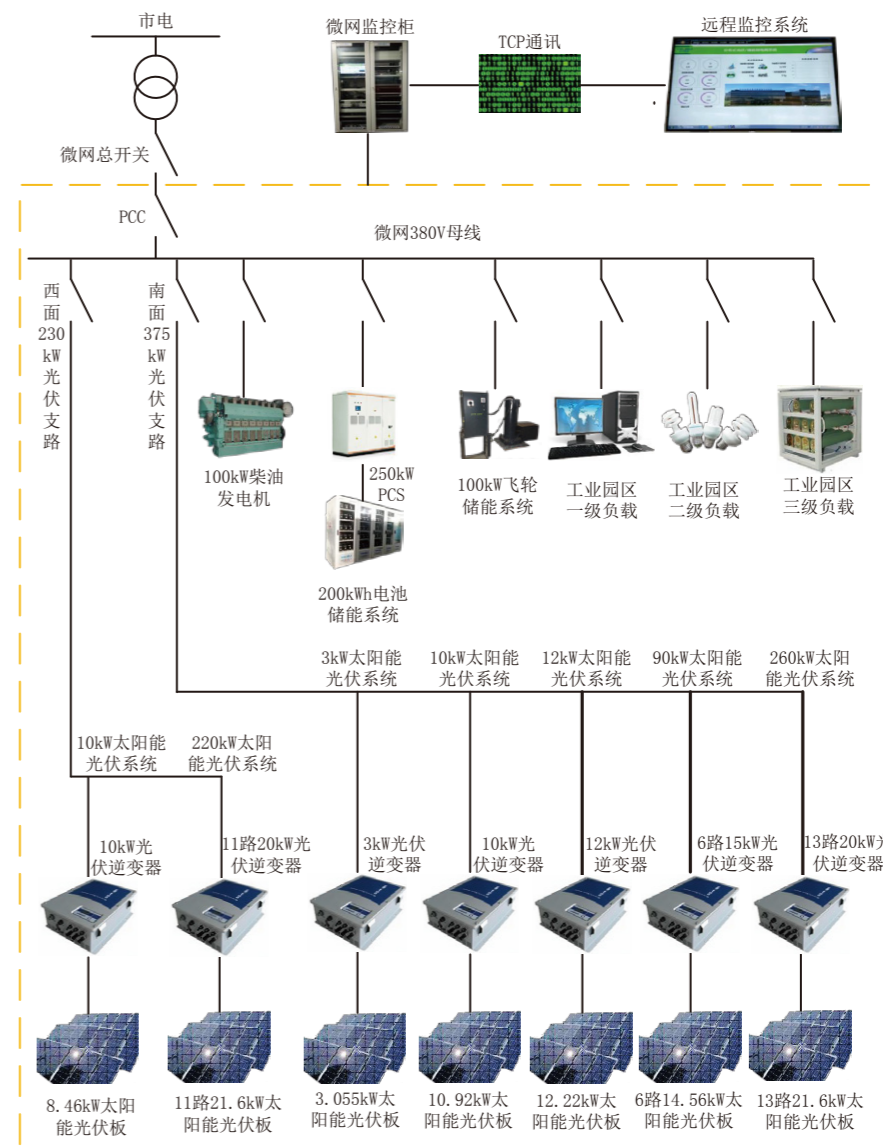 市电
微网监控柜
TCP通讯
远程监控系统
微网总开关
PCC
微网380V母线
西
面
230
kW
光
伏
支
路
南
面
375
kW
光
伏
支
路
100kW柴油
发电机
250kW
PCS
200kWh电池
储能系统
100kW飞轮
储能系统
工业园区
一级负载
工业园区
二级负载
工业园区
三级负载
3kW太阳能
光伏系统
10kW太阳能
光伏系统
12kW太阳能
光伏系统
90kW太阳能
光伏系统
260kW太阳
能光伏系统
10kW太阳能
光伏系统
220kW太阳
能光伏系统
10kW光
伏逆变器
11路20kW光
伏逆变器
3kW光伏
逆变器
10kW光
伏逆变器
12kW光伏
逆变器
6路15kW光
伏逆变器
13路20kW光
伏逆变器
8.46kW太阳
能光伏板
11路21.6kW太
阳能光伏板
3.055kW太
阳能光伏板
10.92kW太
阳能光伏板
12.22kW太
阳能光伏板
6路14.56kW太
阳能光伏板
13路21.6kW太
阳能光伏板